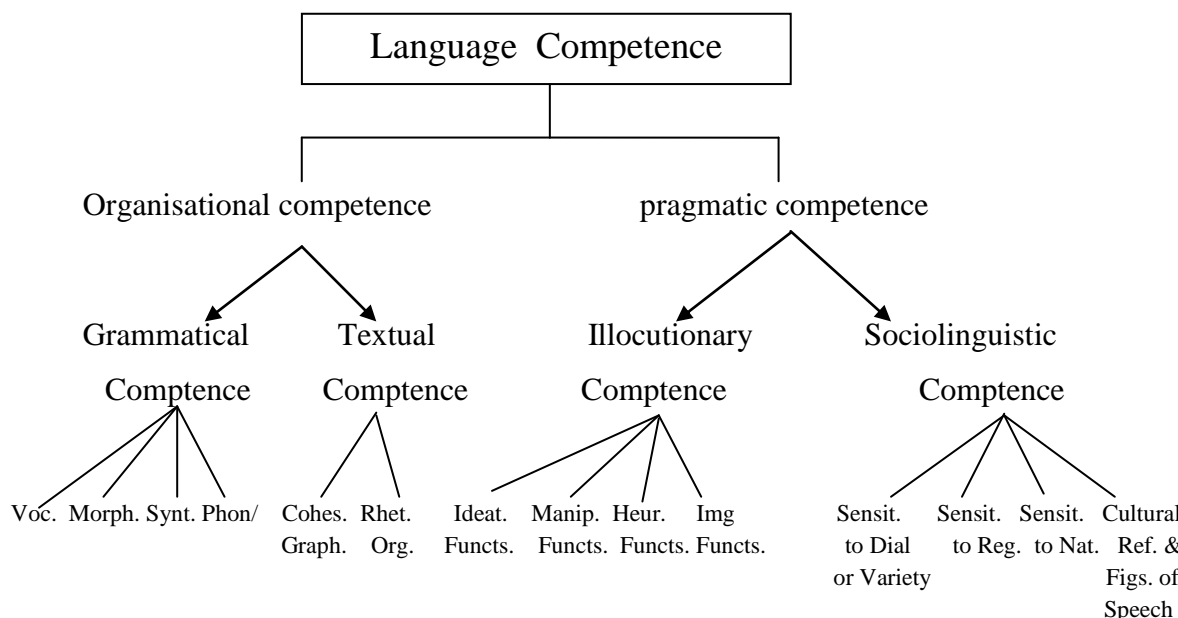 Language Competence
Organisational competence pragmatic competence
Grammatical Textual Illocutionary Sociolinguistic
Comptence Comptence Comptence Comptence
Voc. Morph. Synt. Phon/ Cohes. Rhet. Ideat. Manip. Heur. Img Sensit. Sensit. Sensit. Cultural
Graph. Org. Functs. Functs. Functs. Functs. to Dial to Reg. to Nat. Ref. &
or Variety Figs. of
Speech